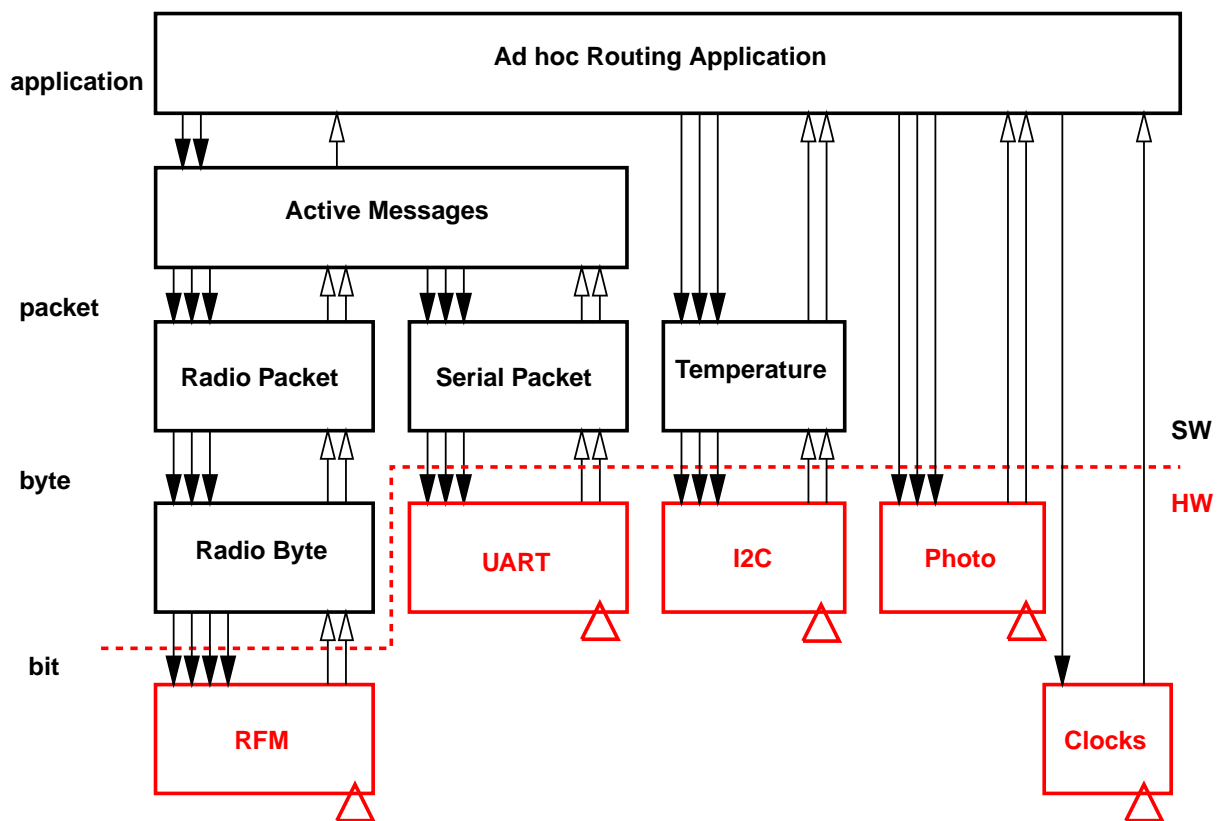 Ad hoc Routing Application
application
Active Messages
packet
Radio Packet
Serial Packet
Temperature
SW
byte
HW
Radio Byte
UART
I2C
Photo
bit
RFM
Clocks